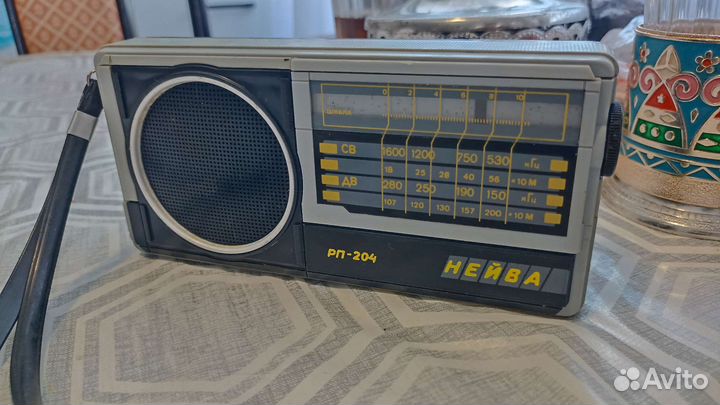 0 2 4 6 8 10
ШКАЛА
СВ 1600 1200 750 530 кГц
18 25 28 40 56 ×10 М
ДВ 280 250 190 150 кГц
107 120 130 157 200 ×10 М
РП-204
НЕЙВА
Avito